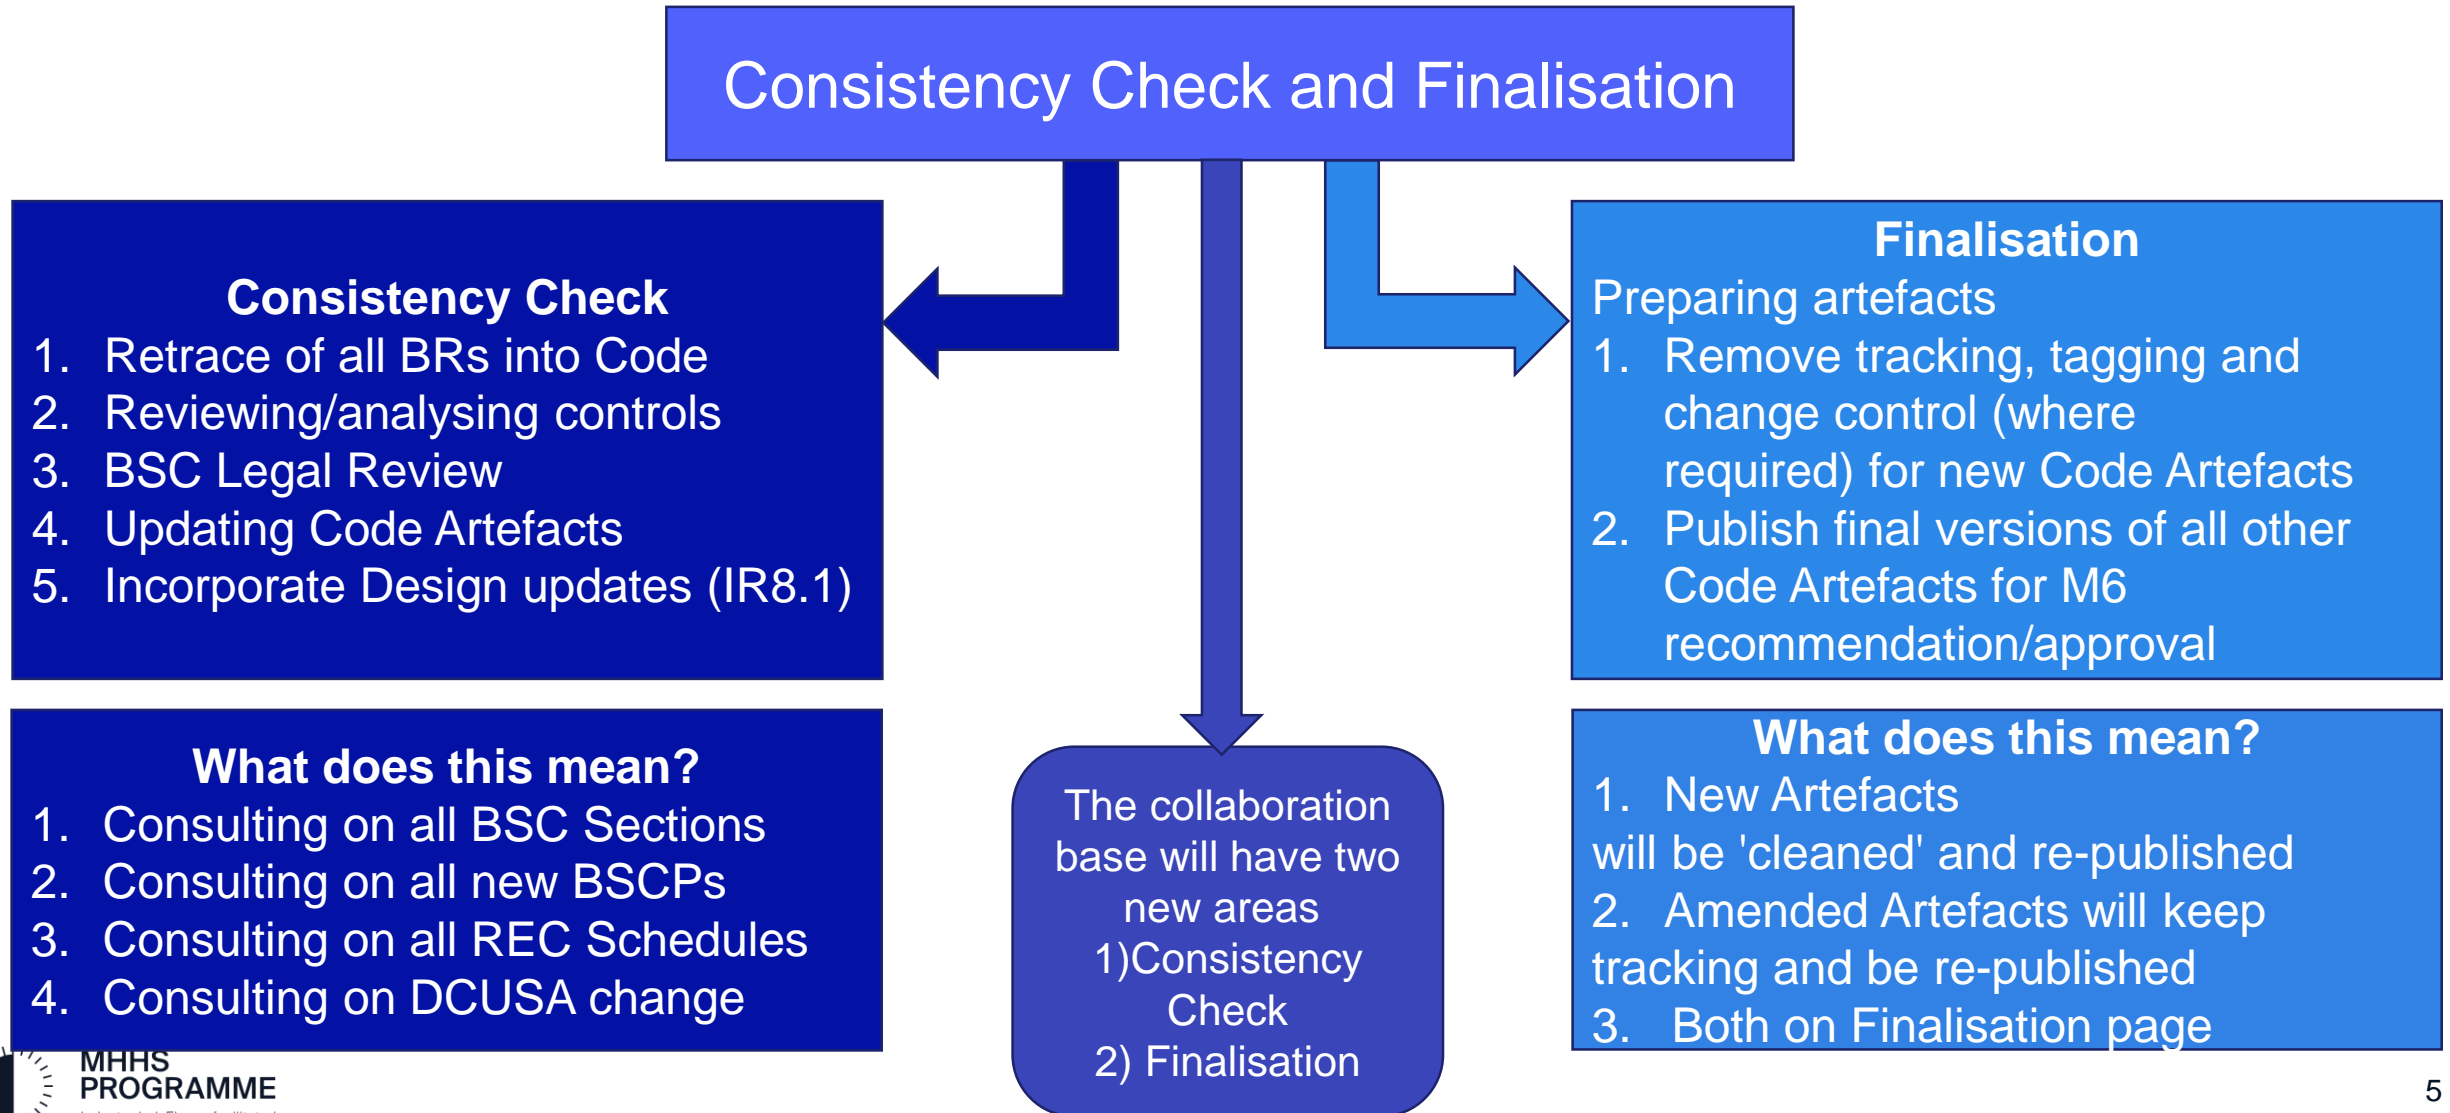 Consistency Check and Finalisation
Consistency Check
1. Retrace of all BRs into Code
2. Reviewing/analysing controls
3. BSC Legal Review
4. Updating Code Artefacts
5. Incorporate Design updates (IR8.1)
What does this mean?
1. Consulting on all BSC Sections
2. Consulting on all new BSCPs
3. Consulting on all REC Schedules
4. Consulting on DCUSA change
The collaboration
base will have two
new areas
1)Consistency
Check
2) Finalisation
Finalisation
Preparing artefacts
1. Remove tracking, tagging and
change control (where
required) for new Code Artefacts
2. Publish final versions of all other
Code Artefacts for M6
recommendation/approval
What does this mean?
1. New Artefacts
will be 'cleaned' and re-published
2. Amended Artefacts will keep
tracking and be re-published
3. Both on Finalisation page
MHHS
PROGRAMME
5